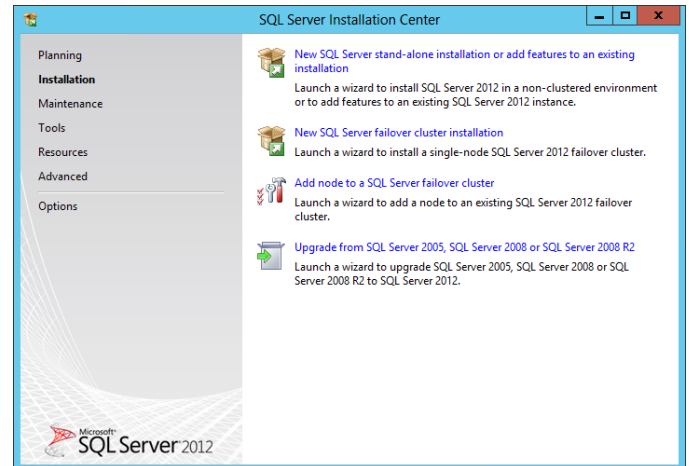 SQL Server Installation Center
Planning
Installation
Maintenance
Tools
Resources
Advanced
Options
New SQL Server stand-alone installation or add features to an existing
installation
Launch a wizard to install SQL Server 2012 in a non-clustered environment
or to add features to an existing SQL Server 2012 instance.
New SQL Server failover cluster installation
Launch a wizard to install a single-node SQL Server 2012 failover cluster.
Add node to a SQL Server failover cluster
Launch a wizard to add a node to an existing SQL Server 2012 failover
cluster.
Upgrade from SQL Server 2005, SQL Server 2008 or SQL Server 2008 R2
Launch a wizard to upgrade SQL Server 2005, SQL Server 2008 or SQL
Server 2008 R2 to SQL Server 2012.
Microsoft
SQL Server 2012